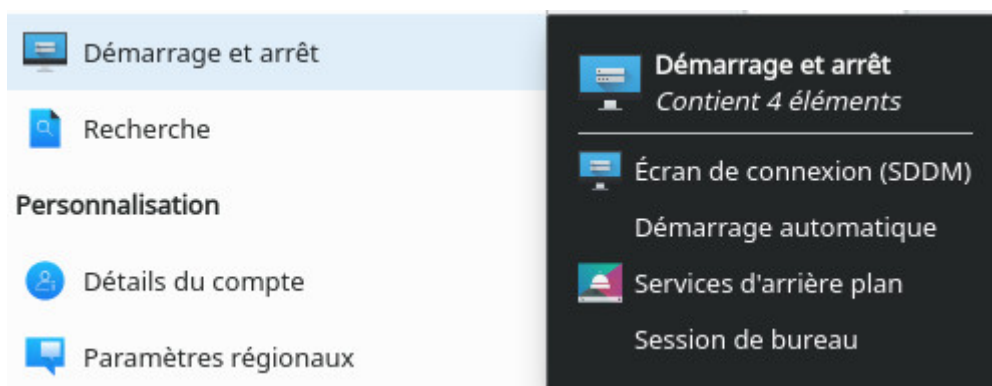 Démarrage et arrêt
Recherche
Personnalisation
Détails du compte
Paramètres régionaux
Démarrage et arrêt
Contient 4 éléments
Écran de connexion (SDDM)
Démarrage automatique
Services d'arrière plan
Session de bureau